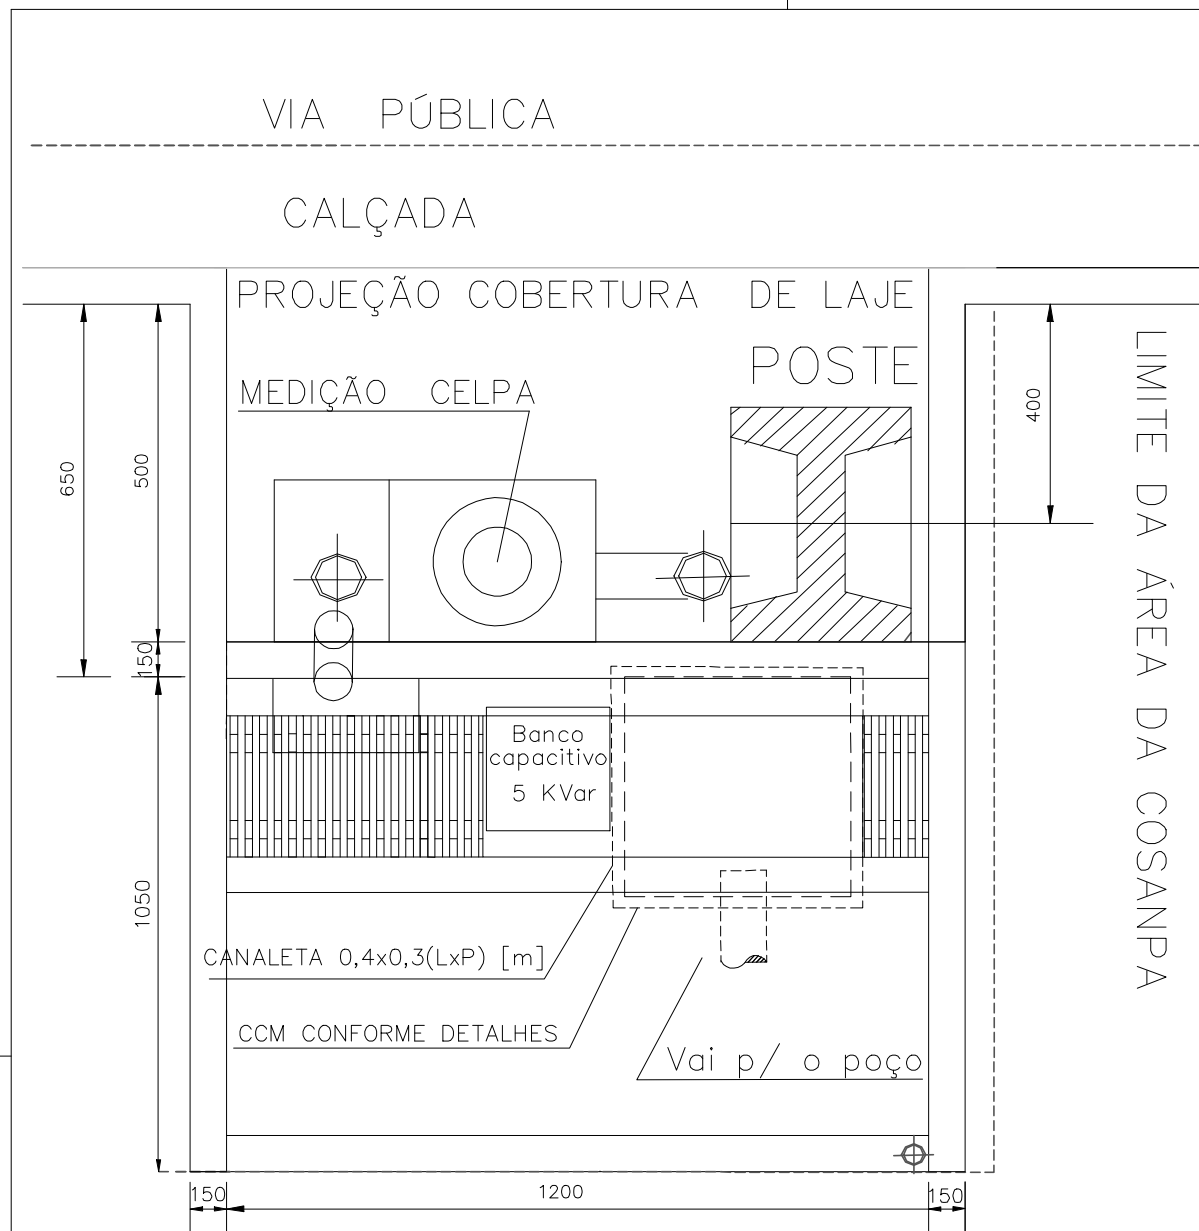 VIA PÚBLICA
CALÇADA
PROJEÇÃO COBERTURA DE LAJE
POSTE
MEDIÇÃO CELPA
LIMITE DA ÁREA DA COSANPA
400
650
500
150
1050
Banco
capacitivo
5 KVar
CANALETA 0,4x0,3(LxP) [m]
CCM CONFORME DETALHES
Vai p/ o poço
150
1200
150